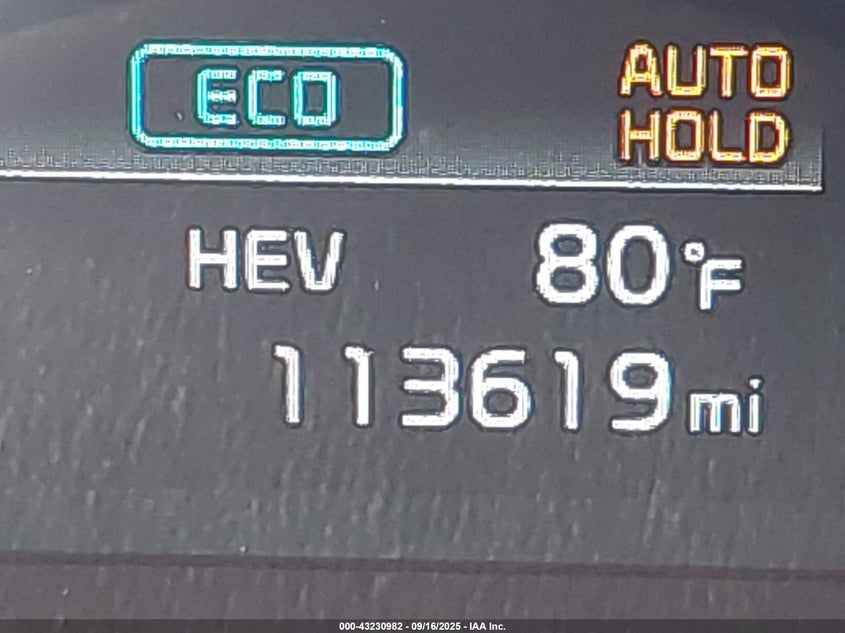 ECO
AUTO
HOLD
HEV 80°F
113619 mi
000-43230982 - 09/16/2025 - IAA Inc.